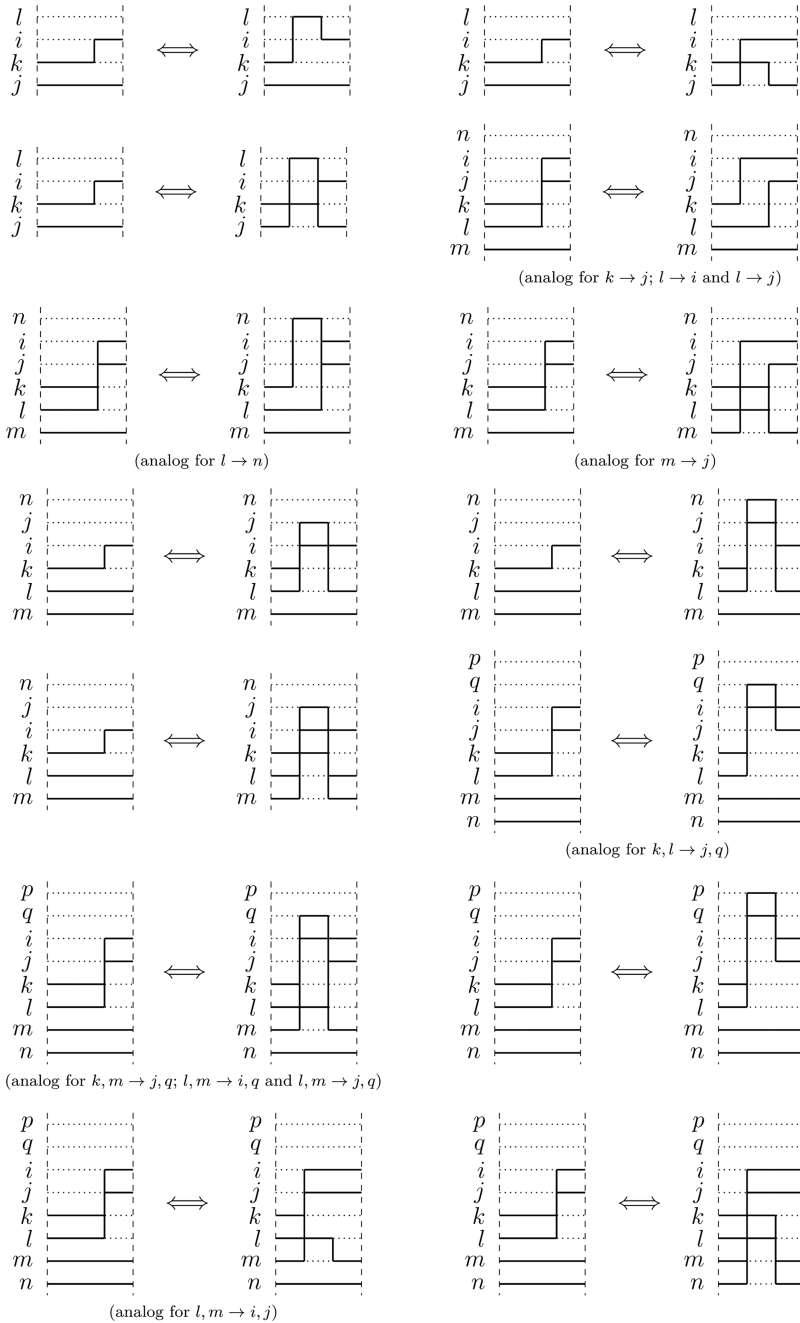 l l l l
i ⟺ i i ⟺ i
k k k k
j j j j
n n
l l i i
i ⟺ i j ⟺ j
k k k k
j j l l
m m
(analog for k → j; l → i and l → j)
n n n n
i i i i
j ⟺ j j ⟺ j
k k k k
l l l l
m m m m
(analog for l → n) (analog for m → j)
n n n n
j j j j
i ⟺ i i ⟺ i
k k k k
l l l l
m m m m
p p
n n q q
j j i i
i ⟺ i j ⟺ j
k k k k
l l l l
m m m m
n n
(analog for k, l → j, q)
p p p p
q q q q
i i i i
j ⟺ j j ⟺ j
k k k k
l l l l
m m m m
n n n n
(analog for k, m → j, q; l, m → i, q and l, m → j, q)
p p p p
q q q q
i i i i
j ⟺ j j ⟺ j
k k k k
l l l l
m m m m
n n n n
(analog for l, m → i, j)